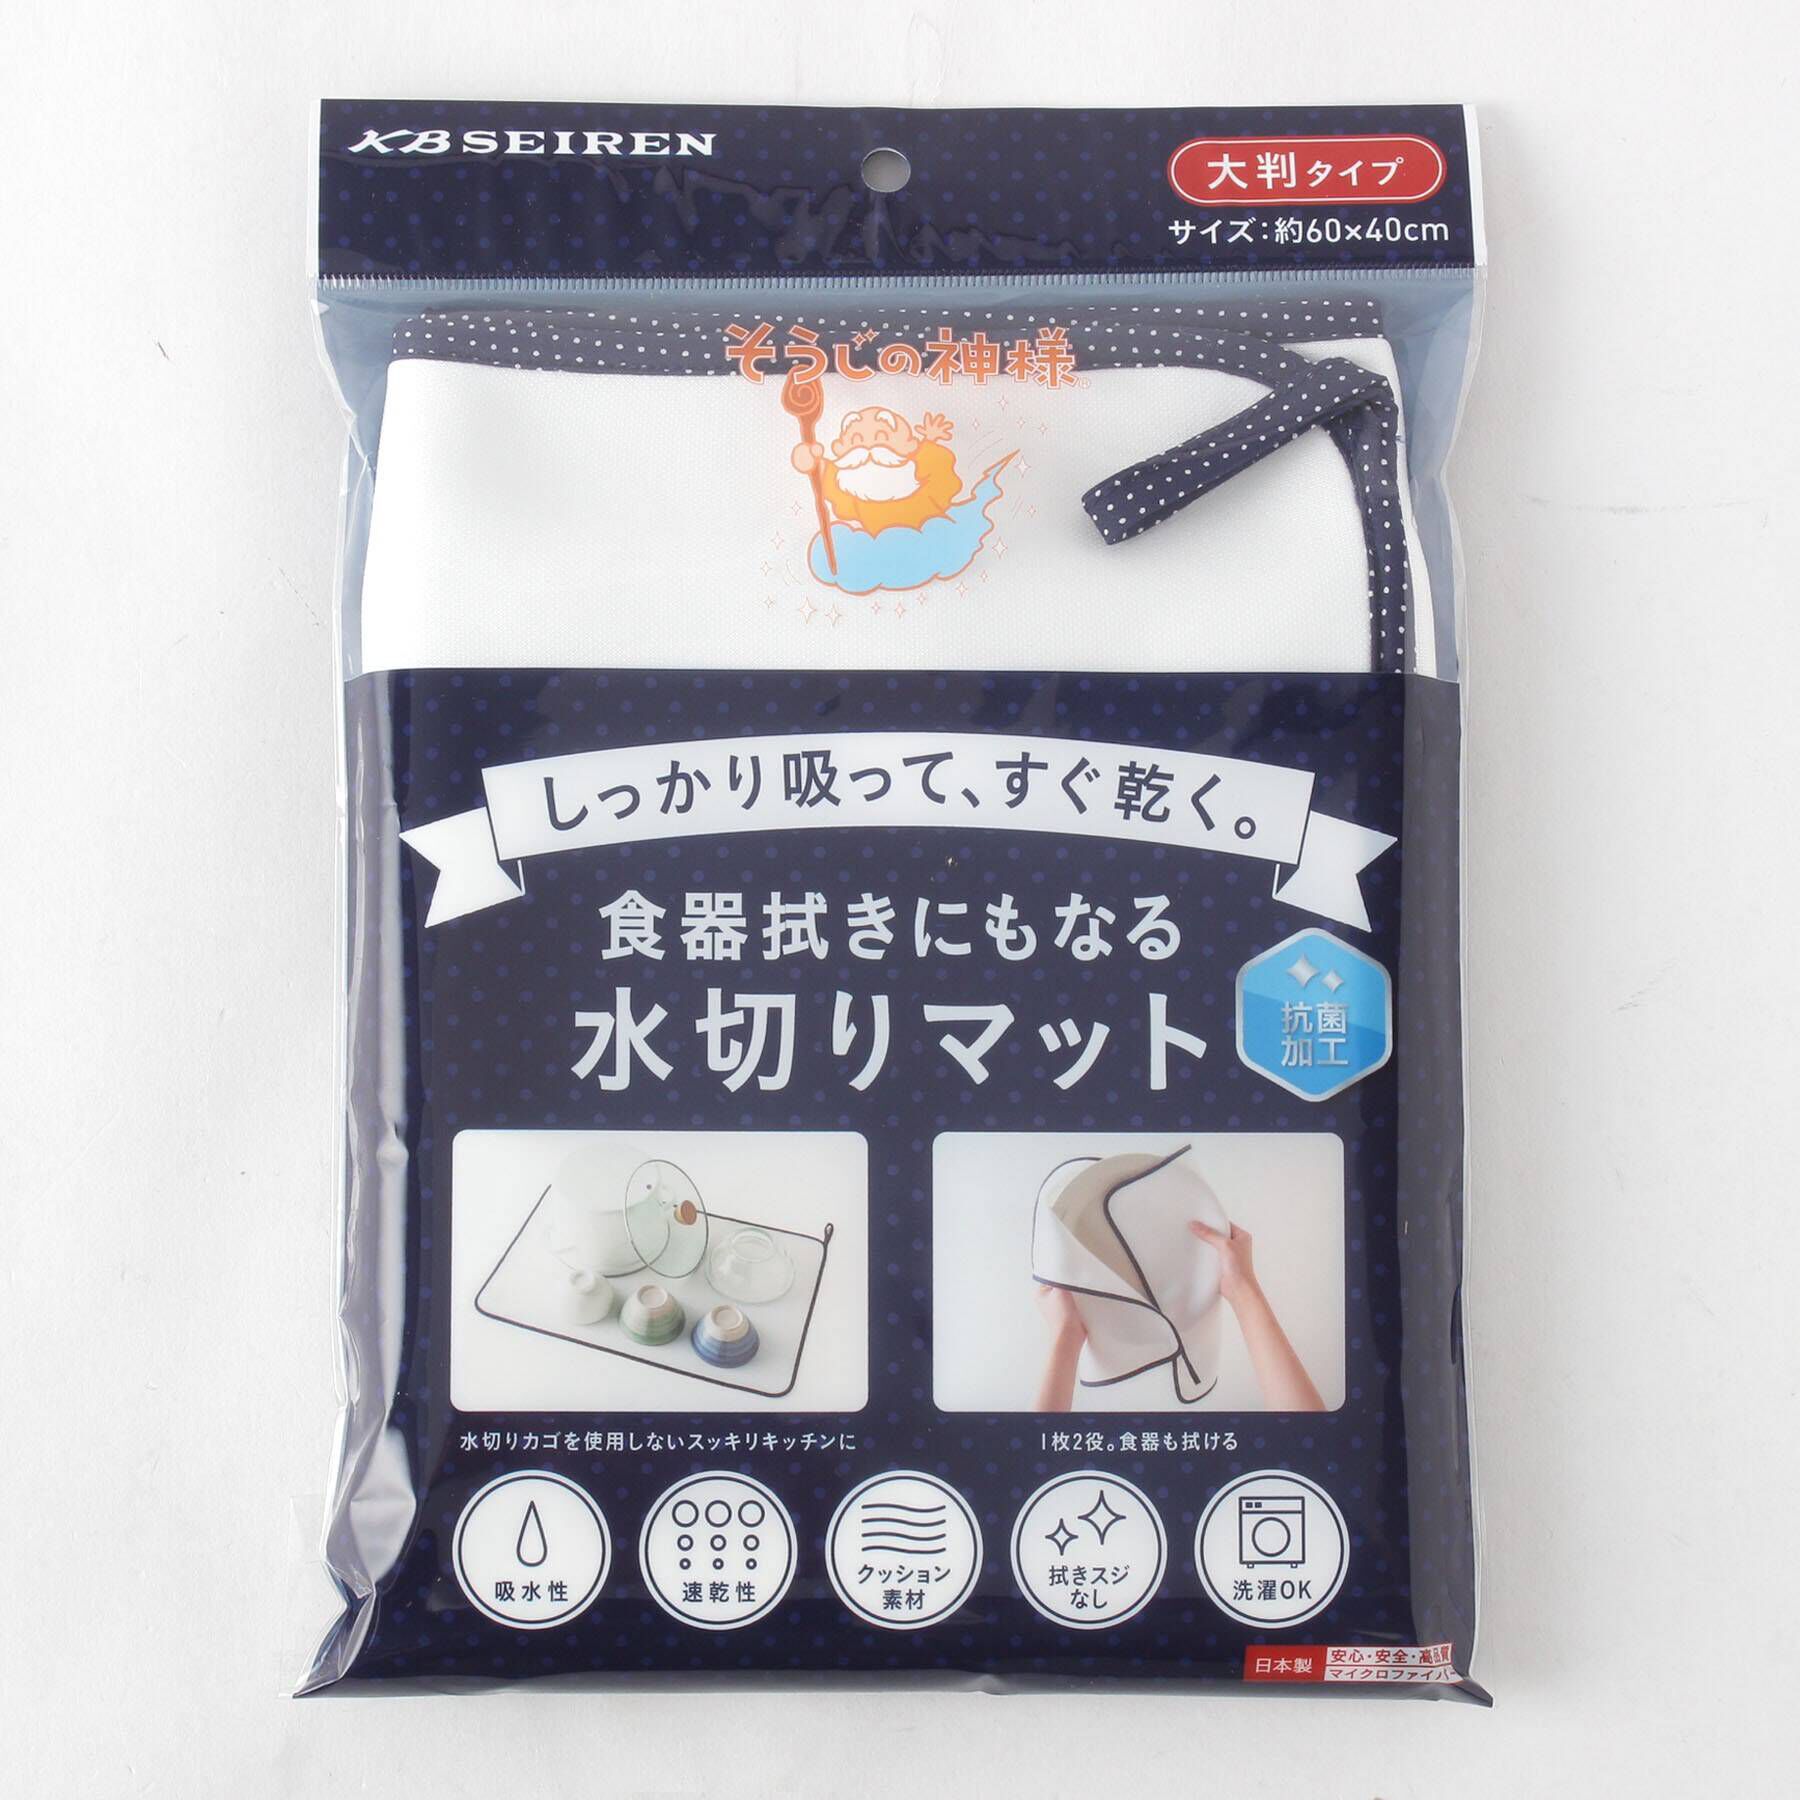 KB SEIREN
大判タイプ
サイズ：約60×40cm
そうじの神様®
しっかり吸って、すぐ乾く。
食器拭きにもなる
水切りマット
抗菌
加工
水切りカゴを使用しないスッキリキッチンに
1枚2役。食器も拭ける
吸水性
速乾性
クッション
素材
拭きスジ
なし
洗濯OK
日本製
安心・安全・高品質
マイクロファイバー